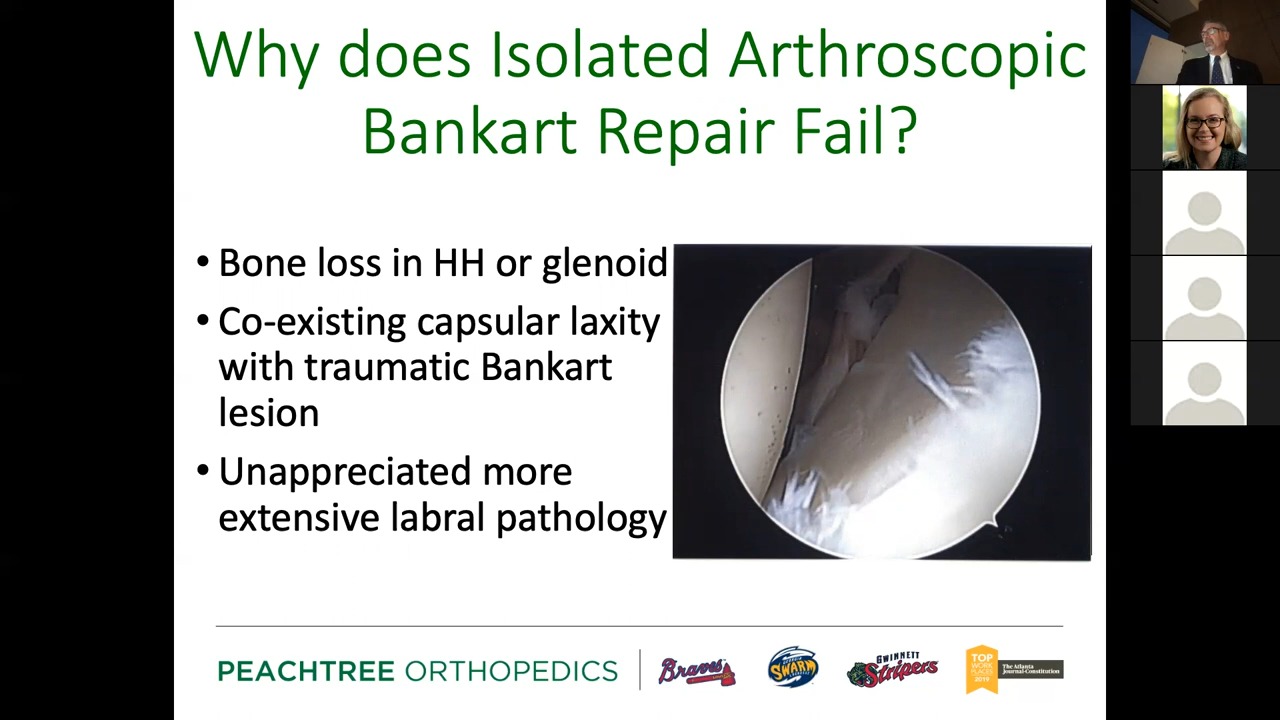 Why does Isolated Arthroscopic
Bankart Repair Fail?
• Bone loss in HH or glenoid
• Co-existing capsular laxity
with traumatic Bankart
lesion
• Unappreciated more
extensive labral pathology
PEACHTREE ORTHOPEDICS
Braves
SWARM
GWINNETT
Stripers
TOP
WORK
PLACES
2019
The Atlanta
Journal-Constitution